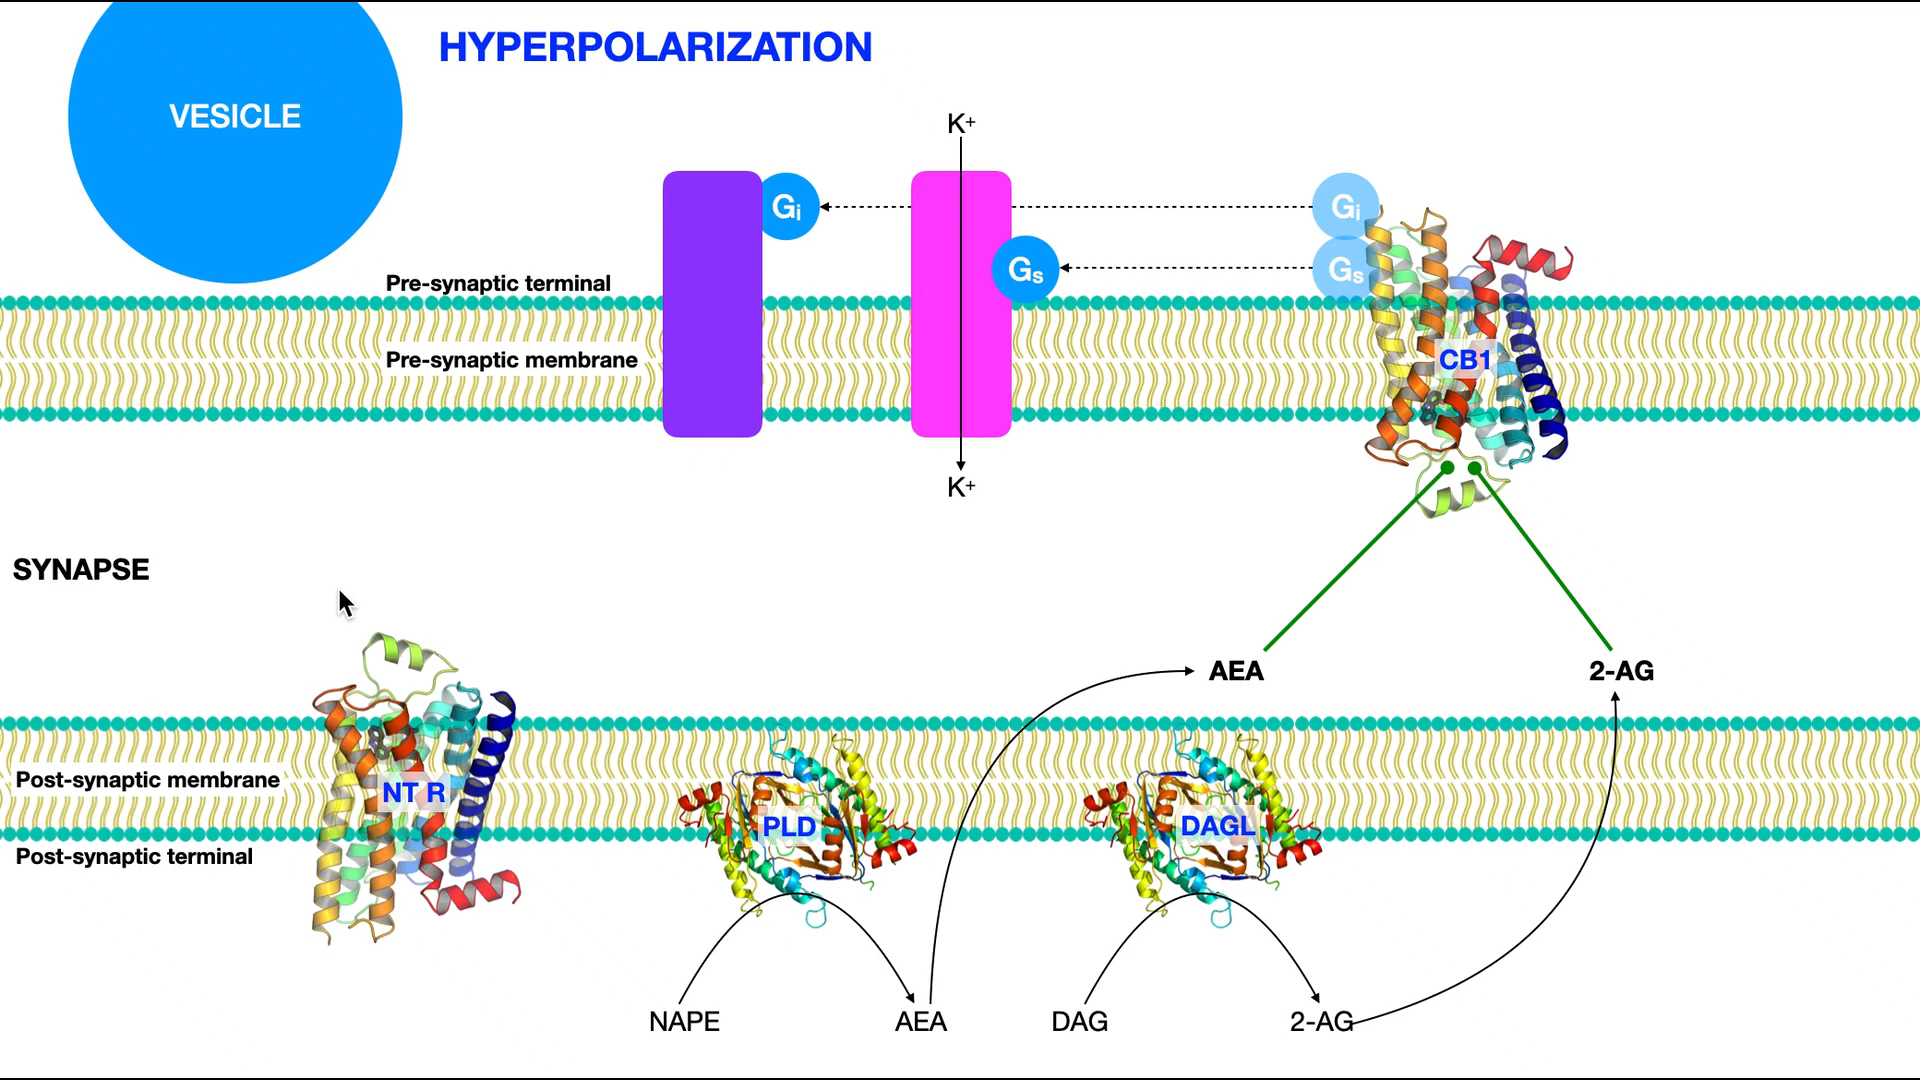 HYPERPOLARIZATION
VESICLE
K⁺
Gᵢ
Gᵢ
Gₛ
Gₛ
Pre-synaptic terminal
Pre-synaptic membrane
CB1
K⁺
SYNAPSE
AEA
2-AG
Post-synaptic membrane
NT R
PLD
DAGL
Post-synaptic terminal
NAPE
AEA
DAG
2-AG